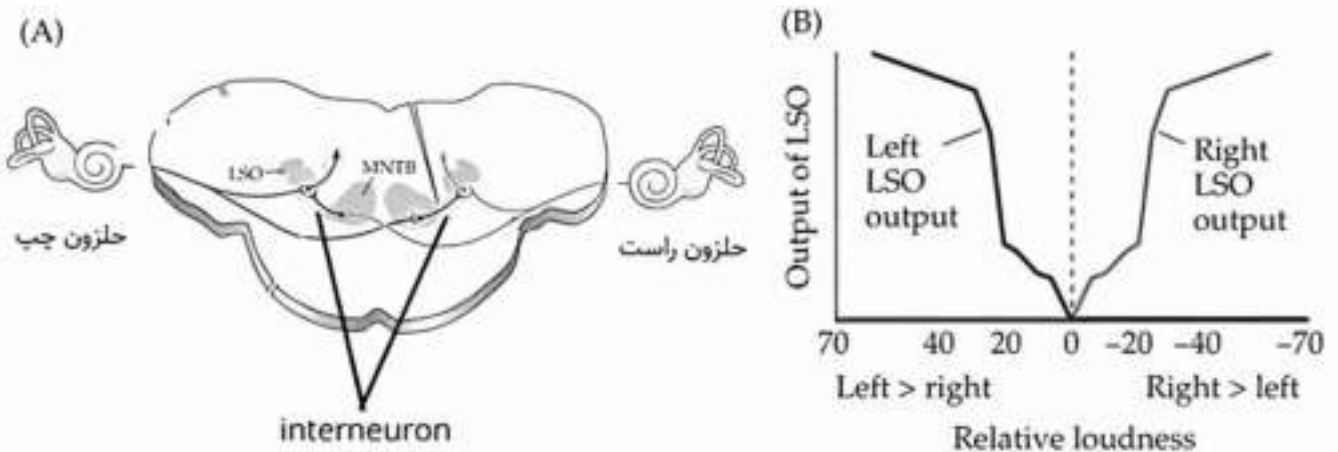 (A)
LSO
MNTB
حلزون چپ
حلزون راست
interneuron
(B)
Output of LSO
Left
LSO
output
Right
LSO
output
70 40 20 0 –20 –40 –70
Left > right Right > left
Relative loudness